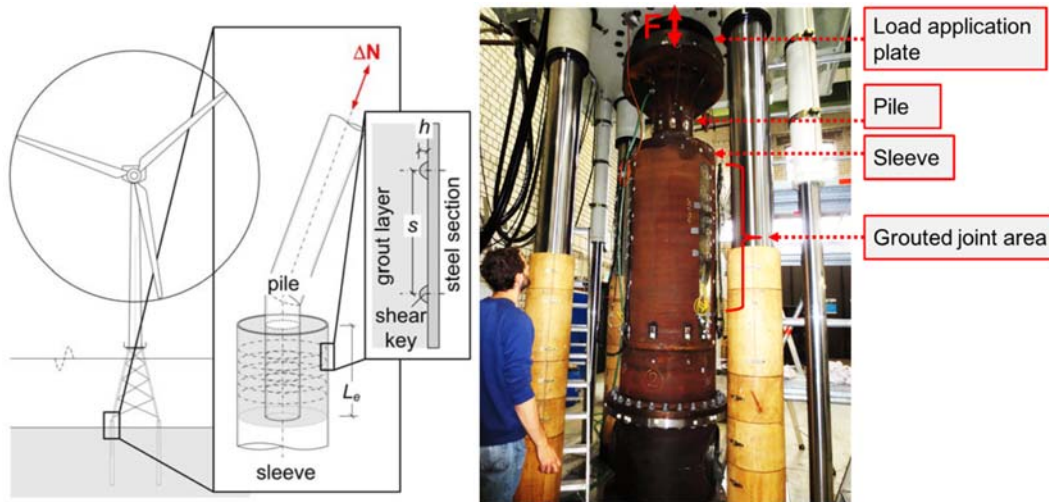 ΔN
h
s
grout layer
steel section
shear
key
pile
Lₑ
sleeve
F
Load application
plate
Pile
Sleeve
Grouted joint area